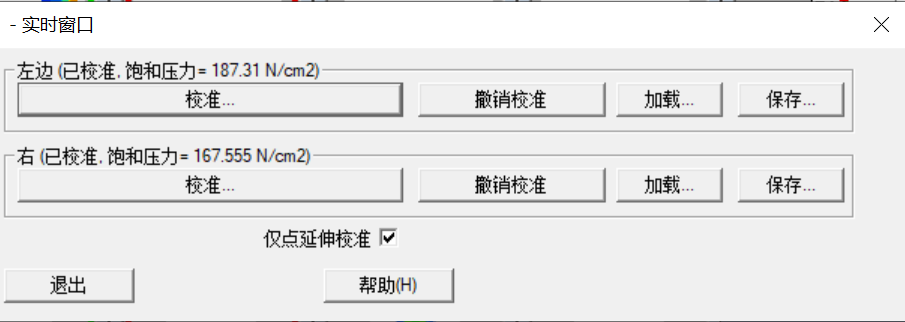 - 实时窗口
左边 (已校准, 饱和压力= 187.31 N/cm2)
校准... 撤销校准 加载... 保存...
右 (已校准, 饱和压力= 167.555 N/cm2)
校准... 撤销校准 加载... 保存...
仅点延伸校准
退出 帮助(H)